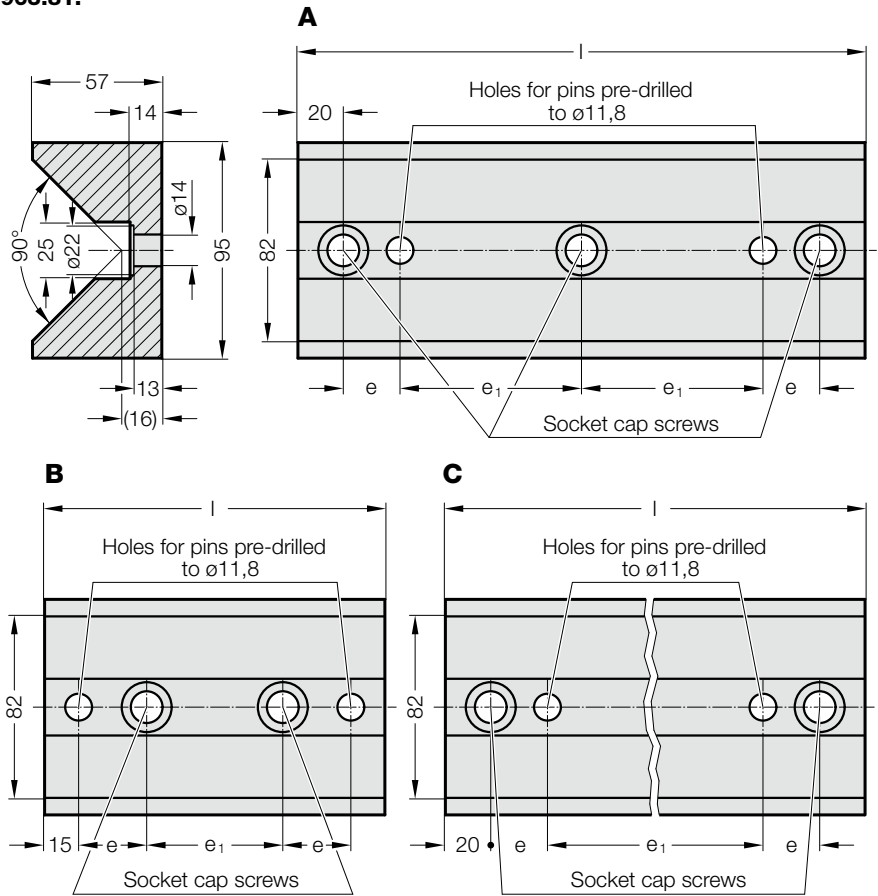 A
l
57
14
20
Holes for pins pre-drilled
to ø11,8
90°
25
ø22
ø14
95
82
13
(16)
e
e₁
e₁
e
Socket cap screws
B
l
Holes for pins pre-drilled
to ø11,8
82
15
e
e₁
e
Socket cap screws
C
l
Holes for pins pre-drilled
to ø11,8
82
20
e
e₁
e
Socket cap screws